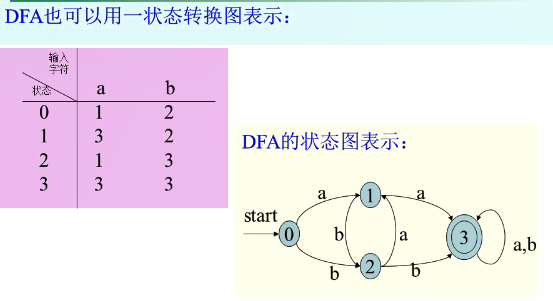 DFA也可以用一状态转换图表示：
输入
字符
状态 a b
0 1 2
1 3 2
2 1 3
3 3 3
DFA的状态图表示：
a 1 a
start
0 b a 3
b 2 b a,b